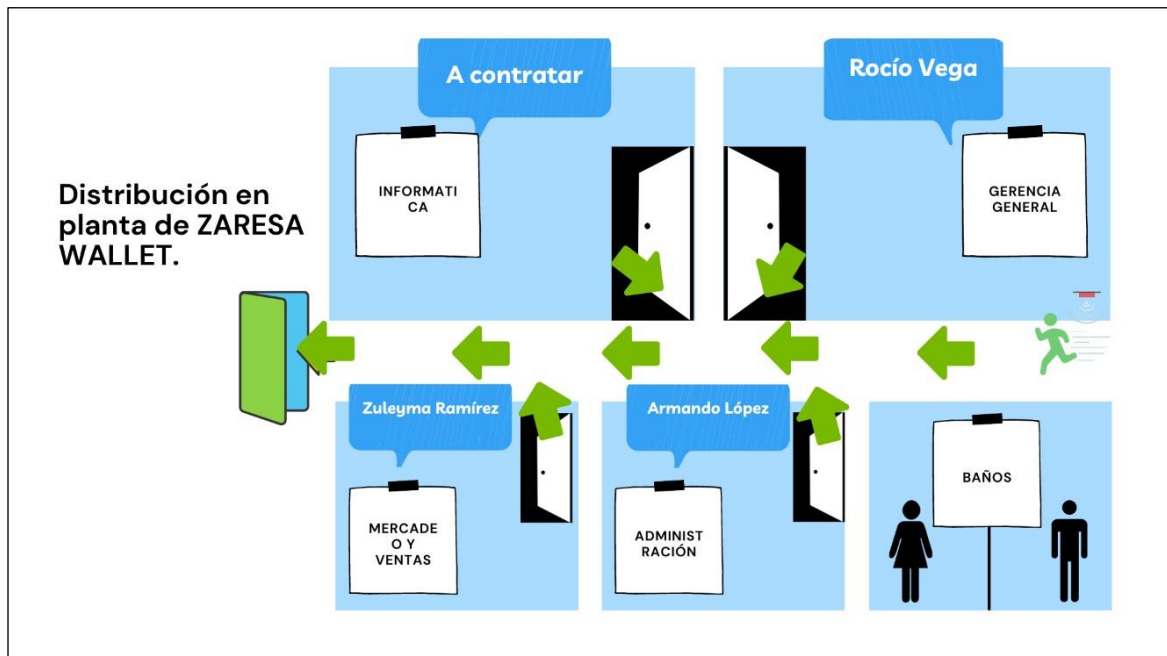 A contratar
Rocío Vega
INFORMATI
CA
GERENCIA
GENERAL
Distribución en
planta de ZARESA
WALLET.
Zuleyma Ramírez
Armando López
MERCADE
O Y
VENTAS
ADMINIST
RACIÓN
BAÑOS